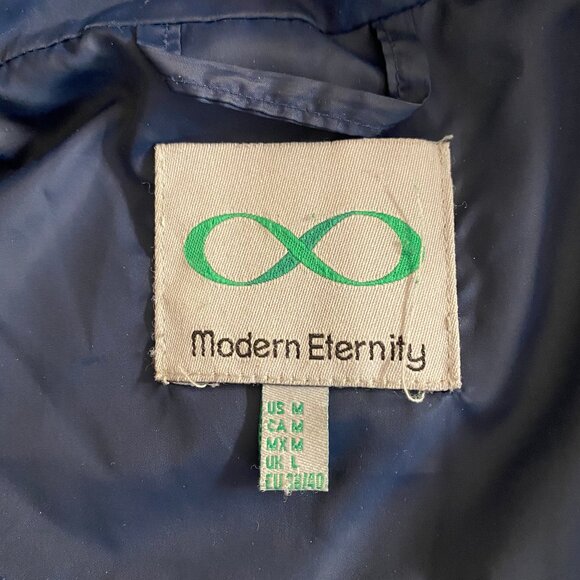 Modern Eternity
US M
CA M
MX M
UK L
EU 38/40